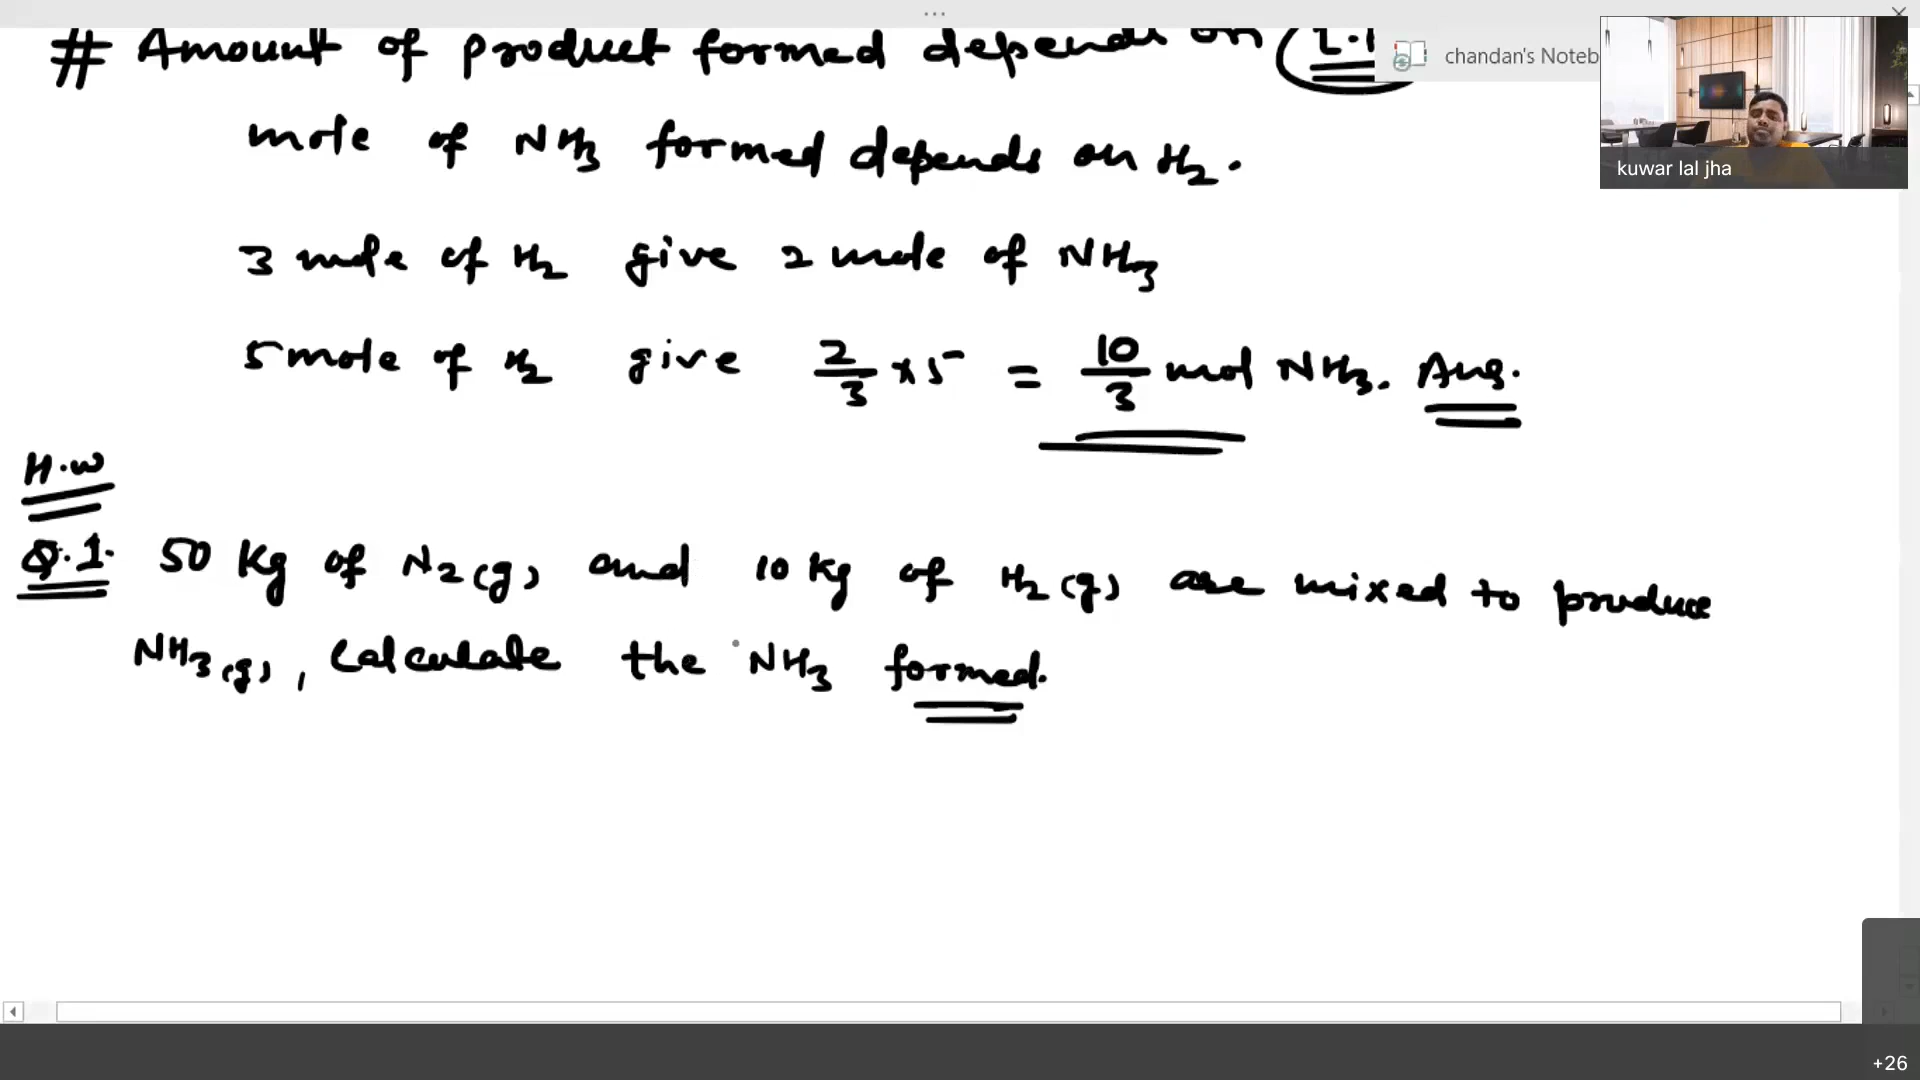 # Amount of product formed depends on
chandan's Noteb
kuwar lal jha
mole of NH3 formed depends on H2.
3 mole of H2 give 2 mole of NH3
5 mole of H2 give 2/3 × 5 = 10/3 mol NH3. Ans.
H.W
Q.1. 50 Kg of N2(g) and 10 Kg of H2(g) are mixed to produce
NH3(g), Calculate the NH3 formed.
+26